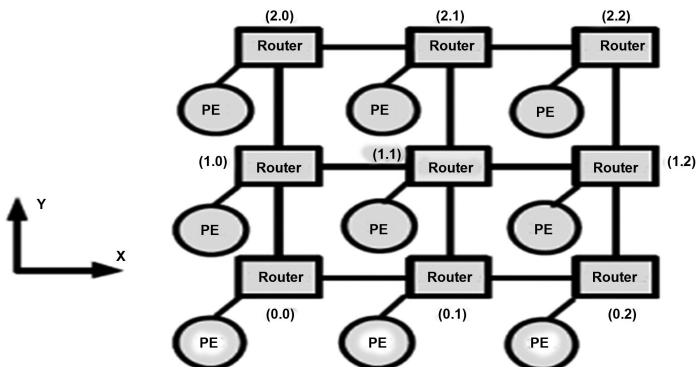 (2.0) (2.1) (2.2)
Router Router Router
PE PE PE
(1.0) (1.1) (1.2)
Router Router Router
Y
PE PE PE
X
Router Router Router
(0.0) (0.1) (0.2)
PE PE PE